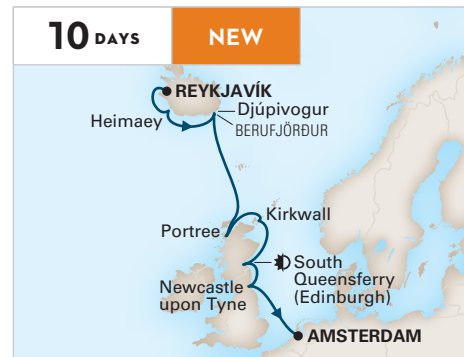 10 DAYS
NEW
REYKJAVÍK
Heimaey
Djúpivogur
BERUFJÖRÐUR
Kirkwall
Portree
South
Queensferry
(Edinburgh)
Newcastle
upon Tyne
AMSTERDAM